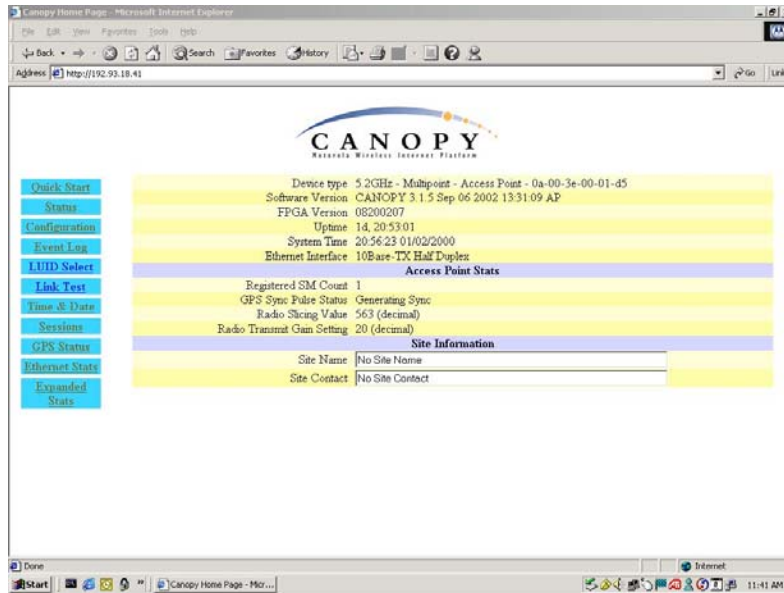 Canopy Home Page - Microsoft Internet Explorer
File Edit View Favorites Tools Help
Back Search Favorites History
Address http://192.93.18.41 Go
CANOPY
Motorola Wireless Internet Platform
Quick Start
Status
Configuration
Event Log
LUID Select
Link Test
Time & Date
Sessions
GPS Status
Ethernet Stats
Expanded
Stats
Device type 5.2GHz - Multipoint - Access Point - 0a-00-3e-00-01-d5
Software Version CANOPY 3.1.5 Sep 06 2002 13:31:09 AP
FPGA Version 08200207
Uptime 1d, 20:53:01
System Time 20:56:23 01/02/2000
Ethernet Interface 10Base-TX Half Duplex
Access Point Stats
Registered SM Count 1
GPS Sync Pulse Status Generating Sync
Radio Slicing Value 563 (decimal)
Radio Transmit Gain Setting 20 (decimal)
Site Information
Site Name No Site Name
Site Contact No Site Contact
Done Internet
Start Canopy Home Page - Micr... 11:41 AM